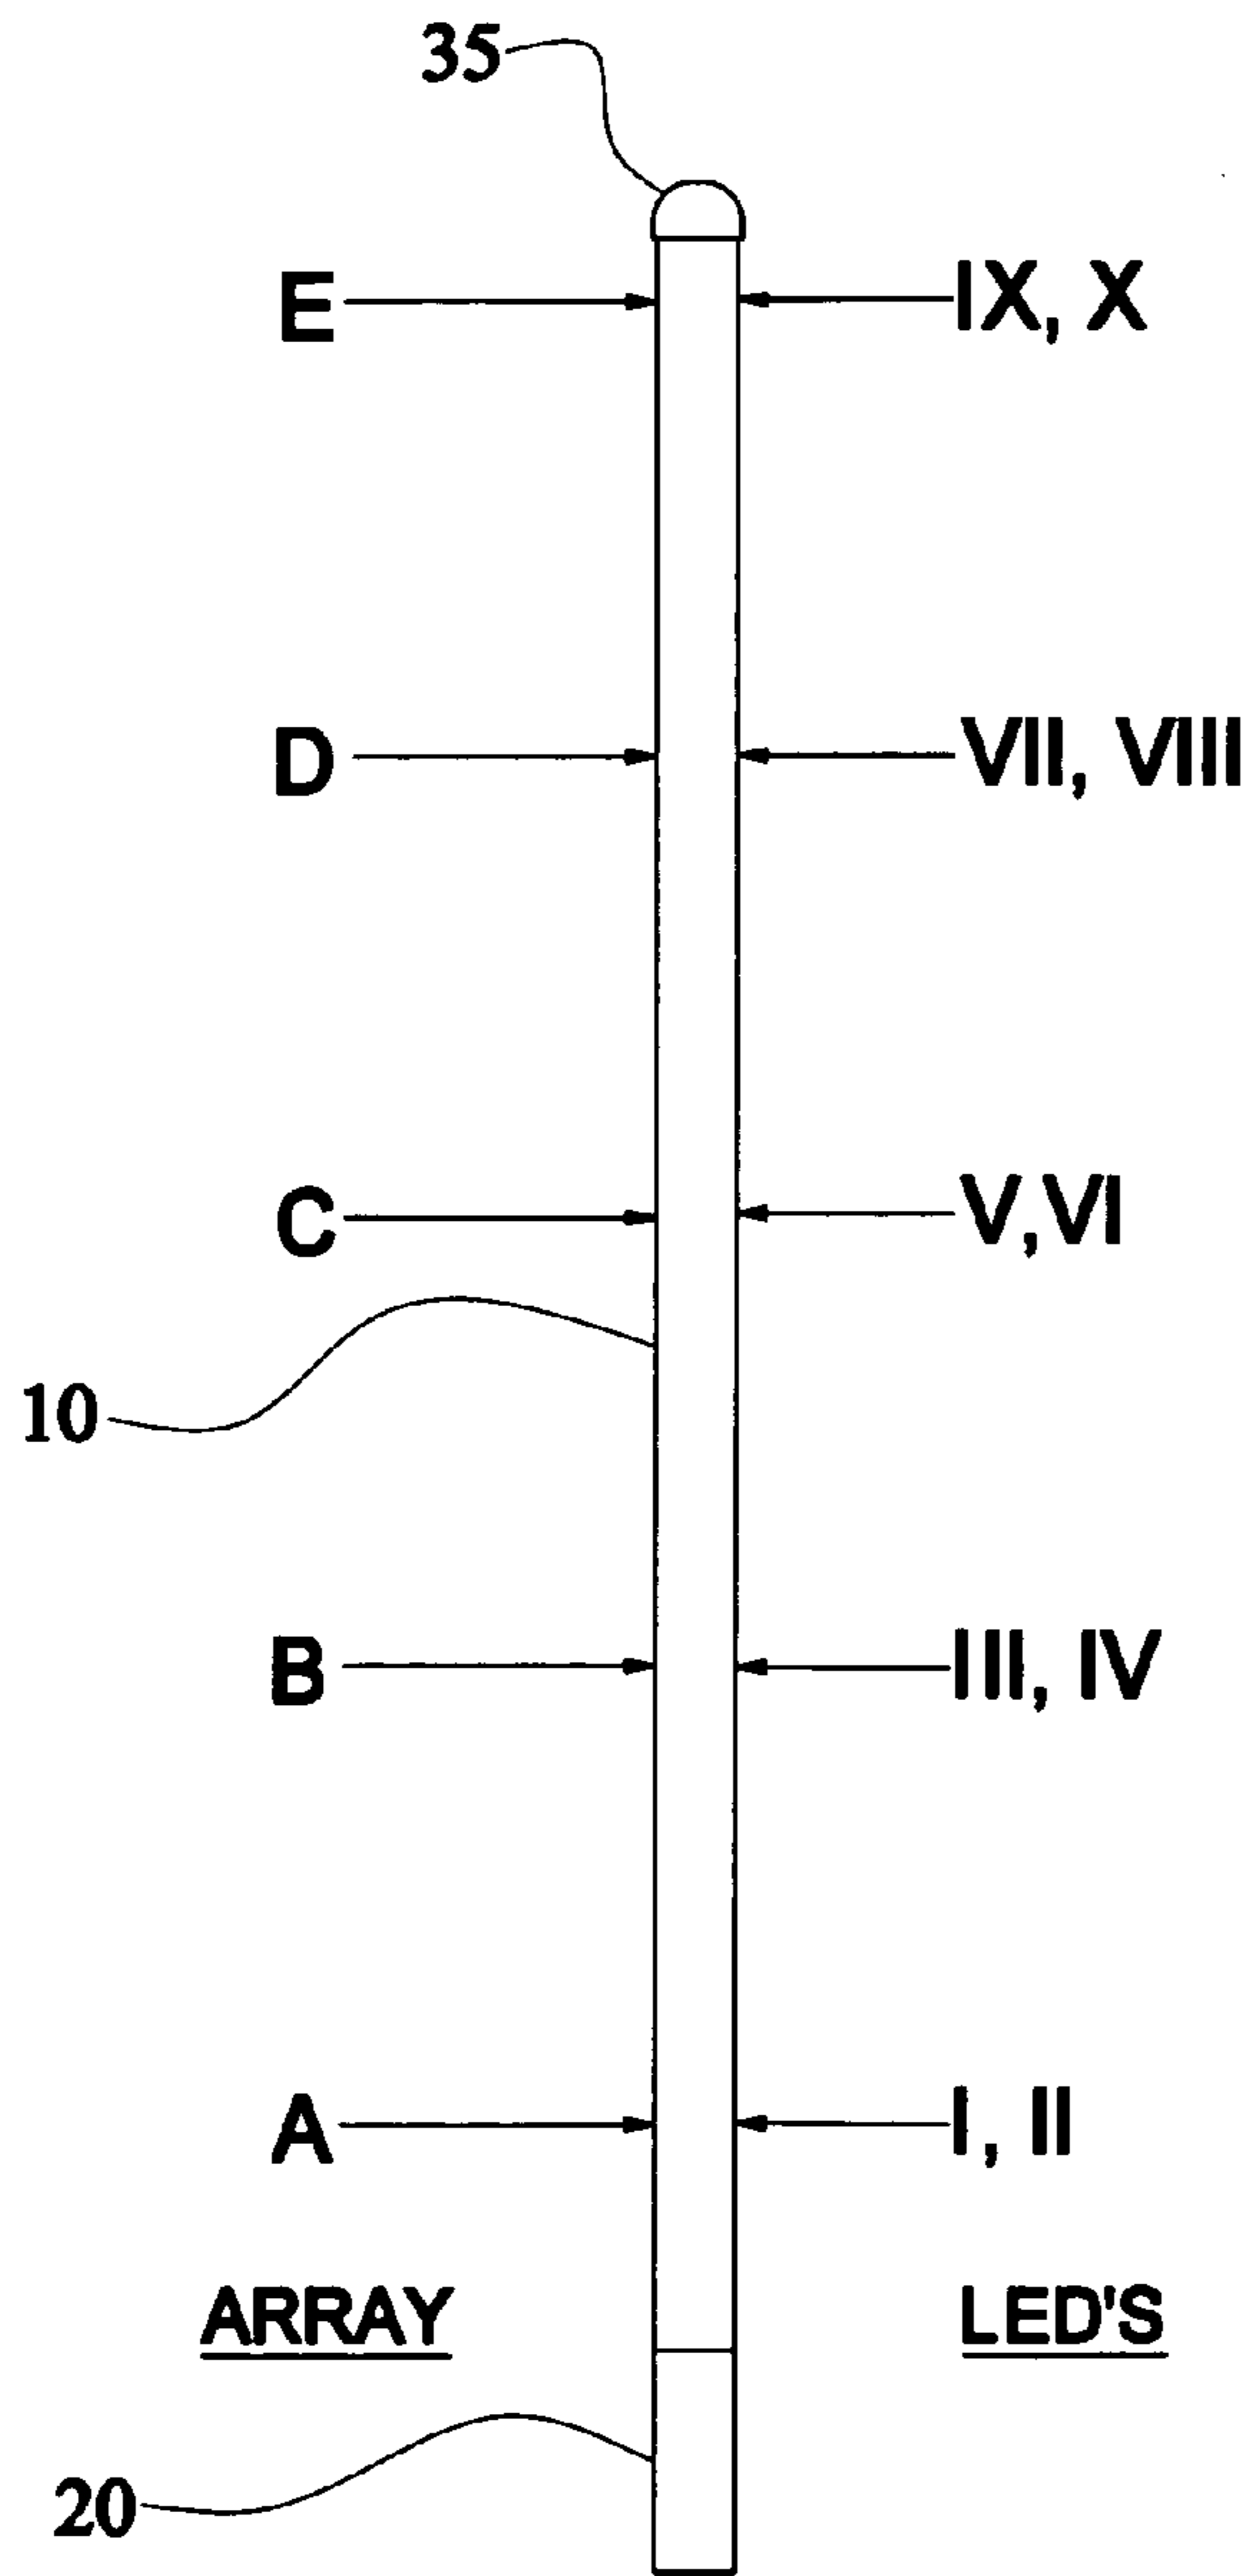 35
E IX, X
D VII, VIII
C V,VI
10
B III, IV
A I, II
ARRAY LED'S
20